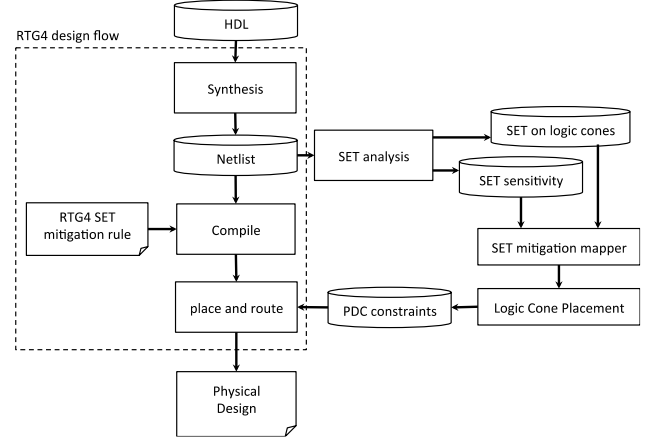 HDL
RTG4 design flow
Synthesis
Netlist
SET analysis
SET on logic cones
SET sensitivity
RTG4 SET
mitigation rule
Compile
SET mitigation mapper
place and route
PDC constraints
Logic Cone Placement
Physical
Design